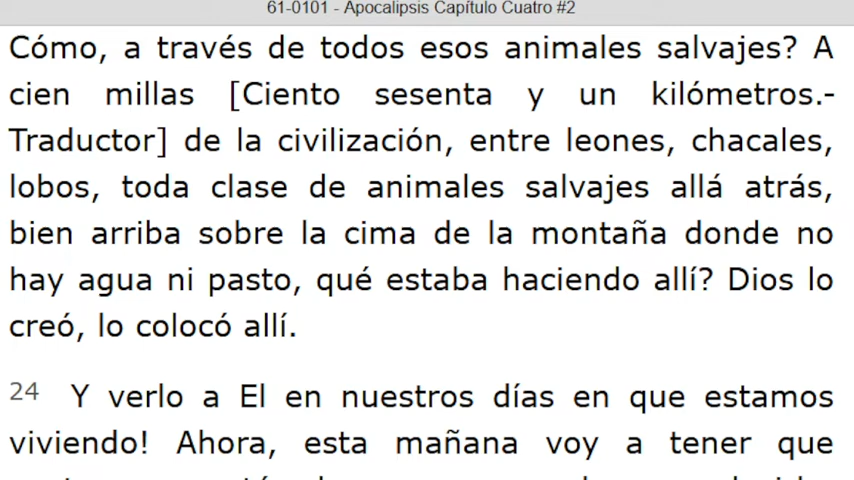 61-0101 - Apocalipsis Capítulo Cuatro #2
Cómo, a través de todos esos animales salvajes? A
cien millas [Ciento sesenta y un kilómetros.-
Traductor] de la civilización, entre leones, chacales,
lobos, toda clase de animales salvajes allá atrás,
bien arriba sobre la cima de la montaña donde no
hay agua ni pasto, qué estaba haciendo allí? Dios lo
creó, lo colocó allí.
24 Y verlo a El en nuestros días en que estamos
viviendo! Ahora, esta mañana voy a tener que